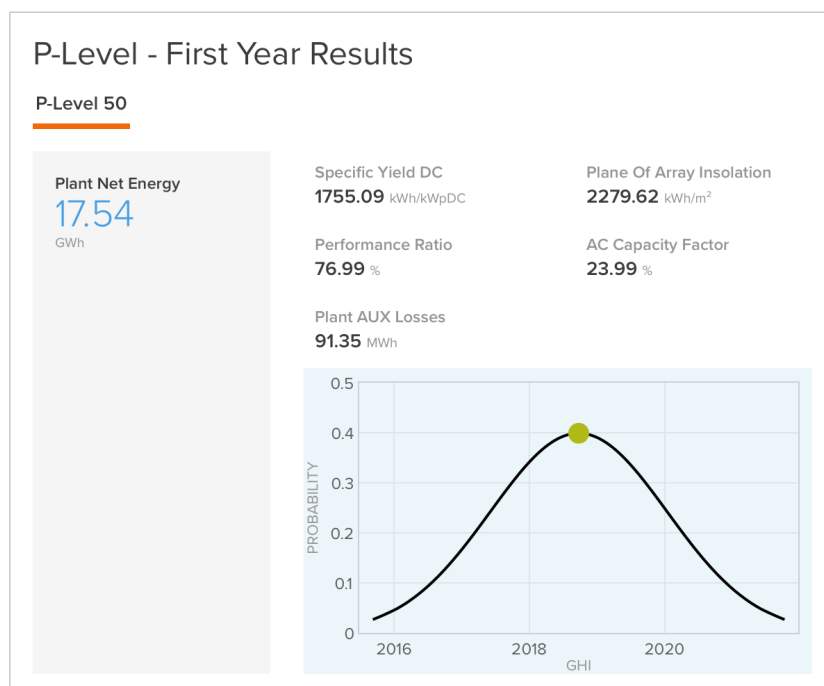 P-Level - First Year Results
P-Level 50
Plant Net Energy
17.54
GWh
Specific Yield DC
1755.09 kWh/kWpDC
Plane Of Array Insolation
2279.62 kWh/m²
Performance Ratio
76.99 %
AC Capacity Factor
23.99 %
Plant AUX Losses
91.35 MWh
0.5
0.4
0.3
0.2
0.1
0
PROBABILITY
2016
2018
2020
GHI